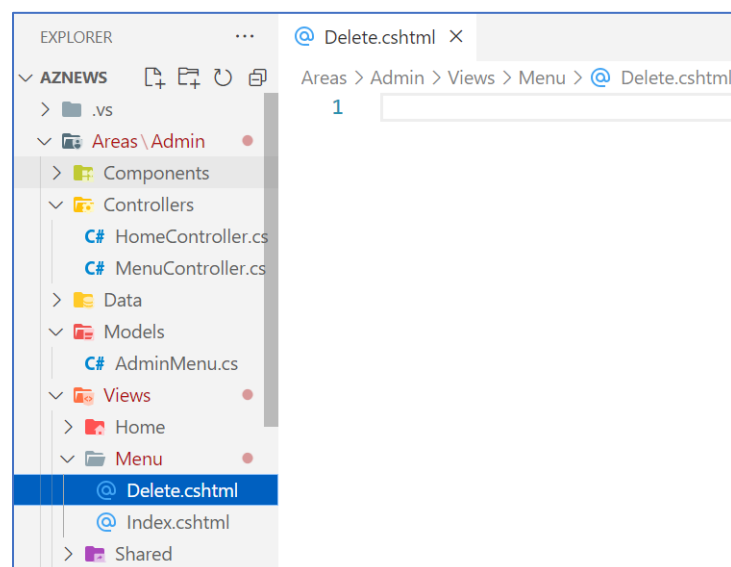 EXPLORER ...
Delete.cshtml
AZNEWS
Areas > Admin > Views > Menu > @ Delete.cshtml
1
.vs
Areas\Admin
Components
Controllers
C# HomeController.cs
C# MenuController.cs
Data
Models
C# AdminMenu.cs
Views
Home
Menu
@ Delete.cshtml
@ Index.cshtml
Shared